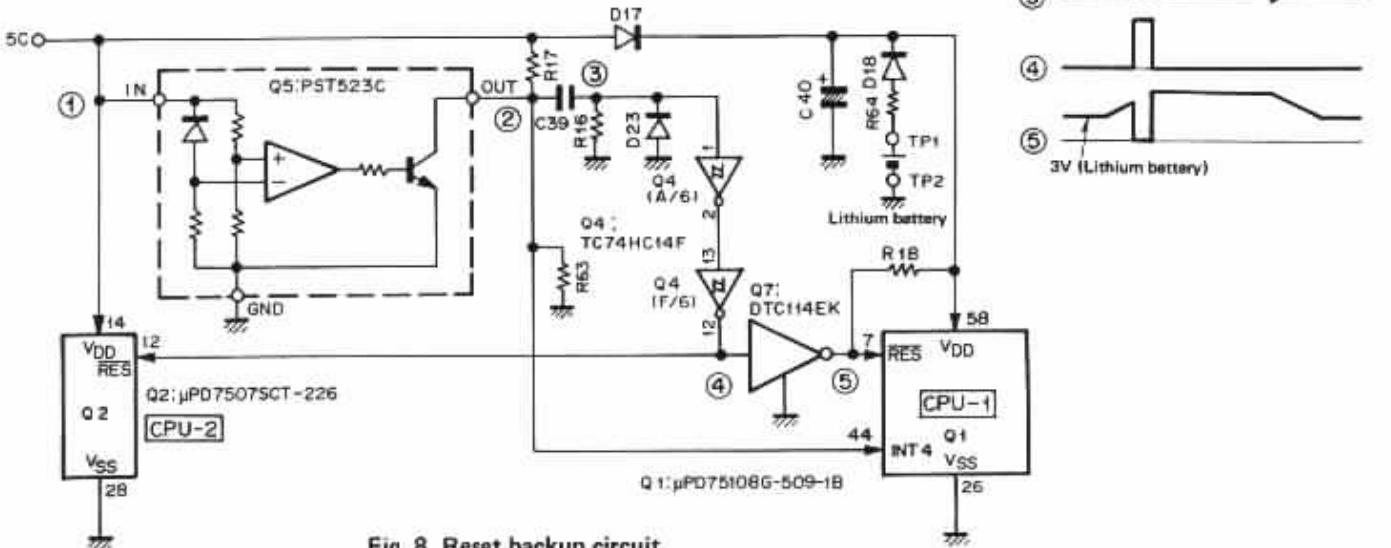 5C
D17
③
④
⑤
3V (Lithium battery)
①
IN
Q5:PST523C
OUT
②
R17
③
C39
R16
D23
C40
R64 D18
TP1
TP2
Lithium battery
1
Q4
(A/6)
2
Q4:
TC74HC14F
13
Q4
(F/6)
12
R63
GND
Q7:
DTC114EK
R18
14
VDD
RES
12
Q2:μPD7507SCT-226
Q2
CPU-2
VSS
28
④
⑤
7
RES
58
VDD
CPU-1
44
INT4
Q1
VSS
26
Q1:μPD75108G-509-1B
Fig. 8 Reset backup circuit